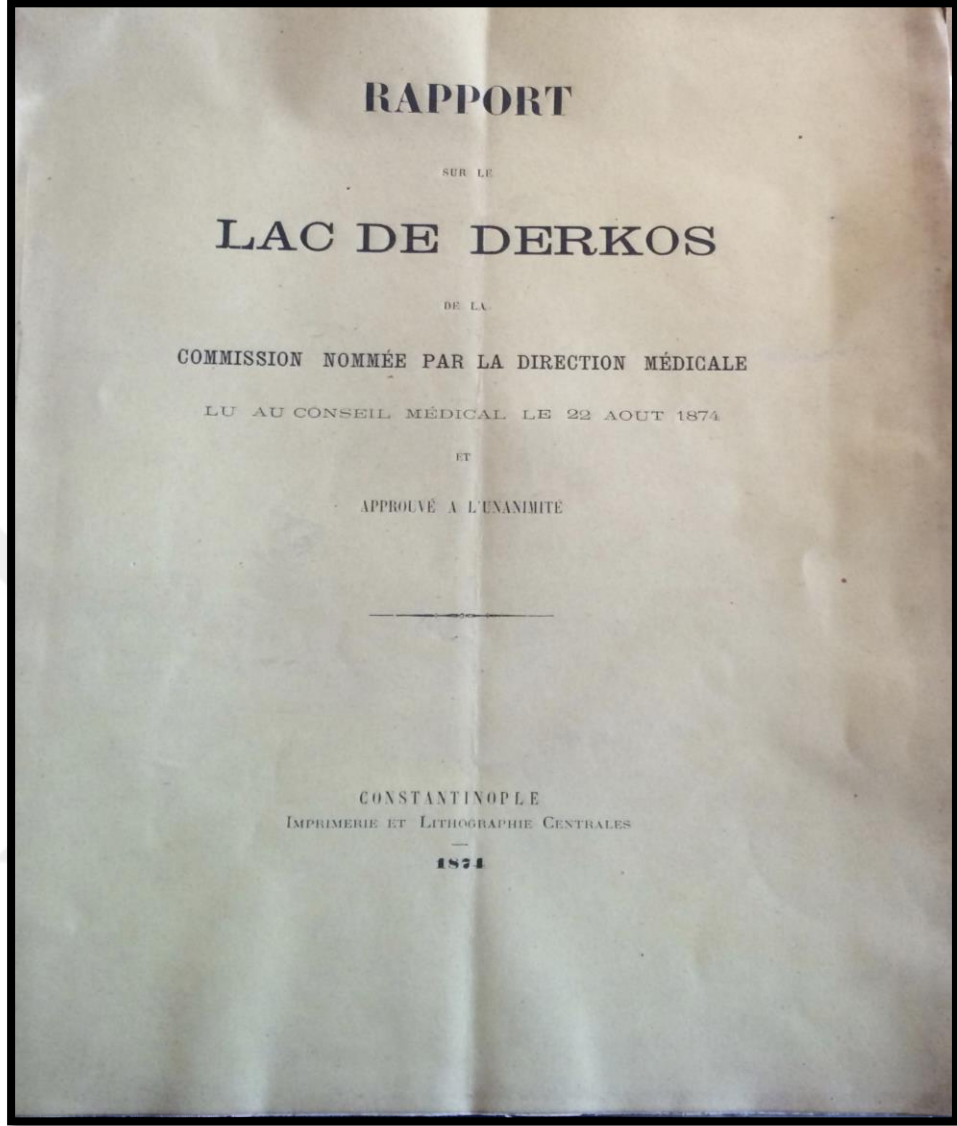 RAPPORT
SUR LE
LAC DE DERKOS
DE LA
COMMISSION NOMMÉE PAR LA DIRECTION MÉDICALE
LU AU CONSEIL MÉDICAL LE 22 AOUT 1874
ET
APPROUVÉ A L'UNANIMITÉ
CONSTANTINOPLE
IMPRIMERIE ET LITHOGRAPHIE CENTRALES
1874